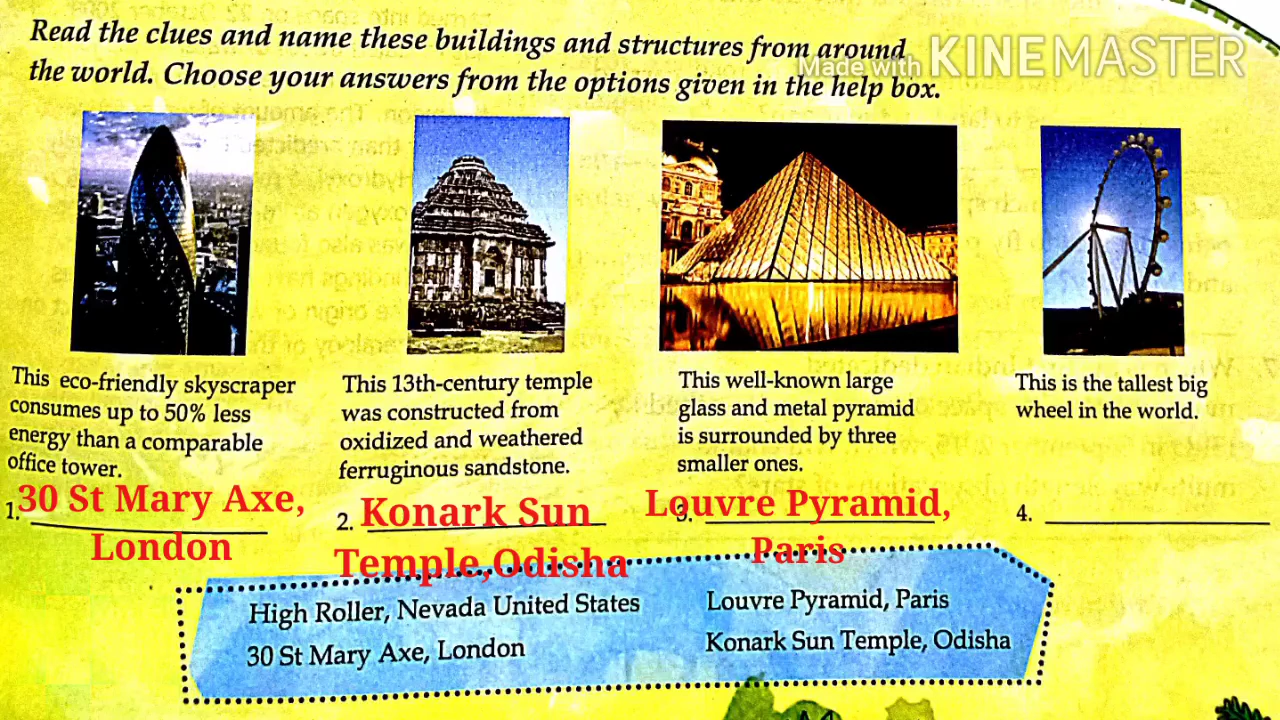 Read the clues and name these buildings and structures from around
the world. Choose your answers from the options given in the help box.
Made with KINEMASTER
This eco-friendly skyscraper
consumes up to 50% less
energy than a comparable
office tower.
1.
30 St Mary Axe,
London
This 13th-century temple
was constructed from
oxidized and weathered
ferruginous sandstone.
2. Konark Sun
Temple,Odisha
This well-known large
glass and metal pyramid
is surrounded by three
smaller ones.
3.
Louvre Pyramid,
Paris
This is the tallest big
wheel in the world.
4.
High Roller, Nevada United States
30 St Mary Axe, London
Louvre Pyramid, Paris
Konark Sun Temple, Odisha